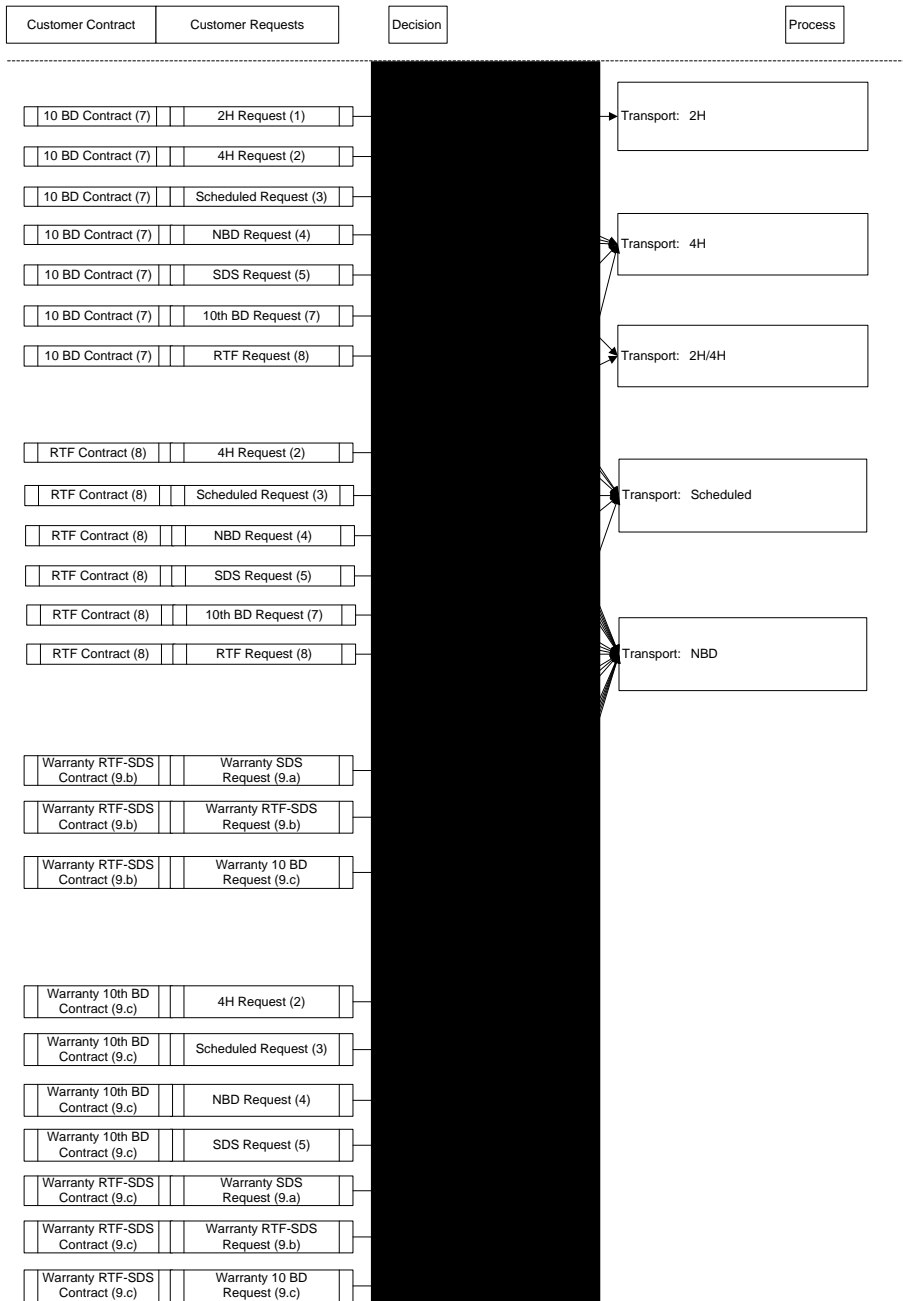 Customer Contract
Customer Requests
Decision
Process
10 BD Contract (7)
2H Request (1)
Transport: 2H
10 BD Contract (7)
4H Request (2)
10 BD Contract (7)
Scheduled Request (3)
10 BD Contract (7)
NBD Request (4)
Transport: 4H
10 BD Contract (7)
SDS Request (5)
10 BD Contract (7)
10th BD Request (7)
10 BD Contract (7)
RTF Request (8)
Transport: 2H/4H
RTF Contract (8)
4H Request (2)
RTF Contract (8)
Scheduled Request (3)
Transport: Scheduled
RTF Contract (8)
NBD Request (4)
RTF Contract (8)
SDS Request (5)
RTF Contract (8)
10th BD Request (7)
RTF Contract (8)
RTF Request (8)
Transport: NBD
Warranty RTF-SDS
Contract (9.b)
Warranty SDS
Request (9.a)
Warranty RTF-SDS
Contract (9.b)
Warranty RTF-SDS
Request (9.b)
Warranty RTF-SDS
Contract (9.b)
Warranty 10 BD
Request (9.c)
Warranty 10th BD
Contract (9.c)
4H Request (2)
Warranty 10th BD
Contract (9.c)
Scheduled Request (3)
Warranty 10th BD
Contract (9.c)
NBD Request (4)
Warranty 10th BD
Contract (9.c)
SDS Request (5)
Warranty RTF-SDS
Contract (9.c)
Warranty SDS
Request (9.a)
Warranty RTF-SDS
Contract (9.c)
Warranty RTF-SDS
Request (9.b)
Warranty RTF-SDS
Contract (9.c)
Warranty 10 BD
Request (9.c)